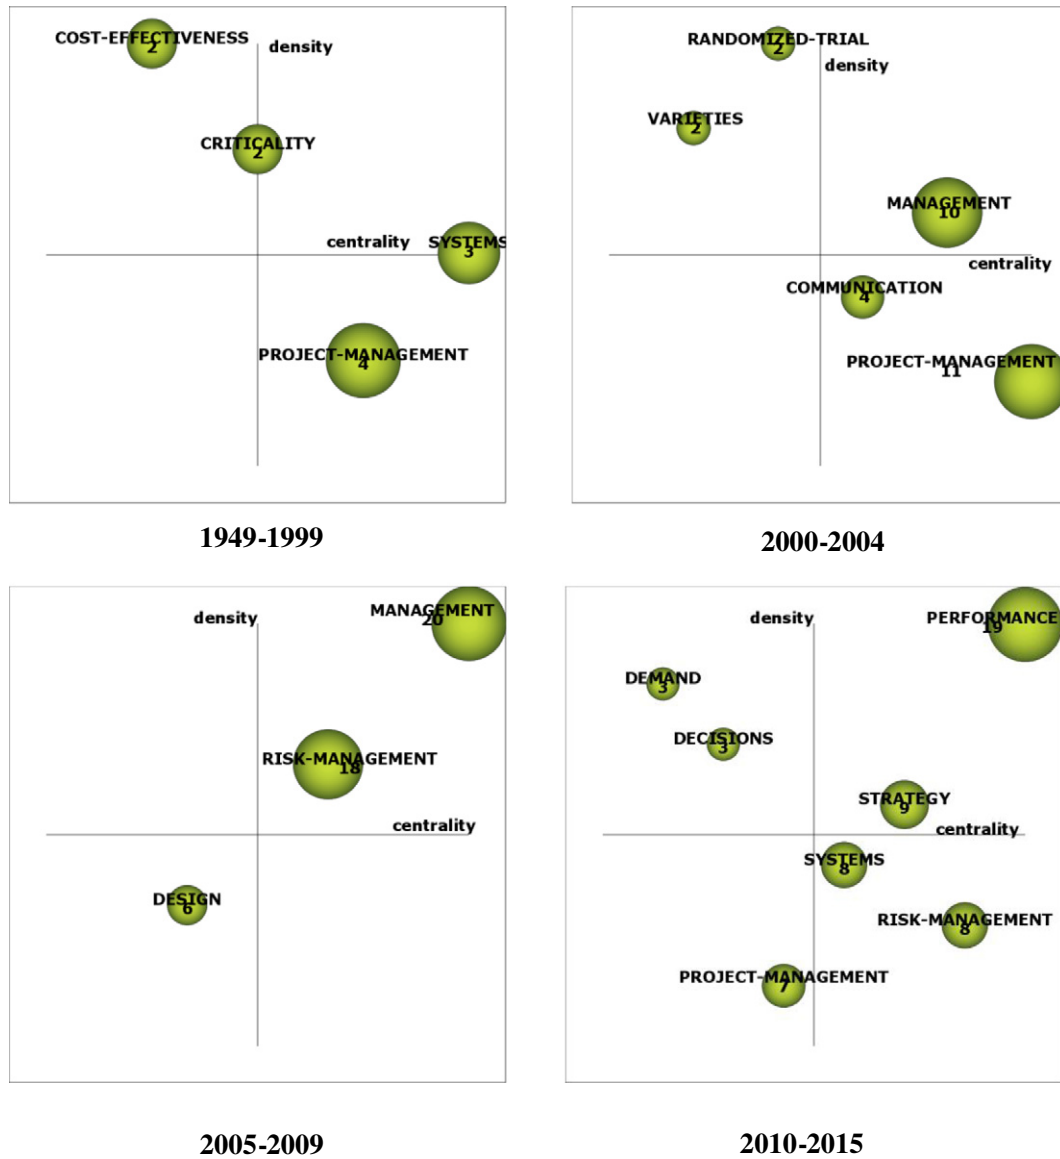 COST-EFFECTIVENESS
2
density
CRITICALITY
2
centrality
SYSTEMS
3
PROJECT-MANAGEMENT
4
1949-1999
RANDOMIZED-TRIAL
2
density
VARIETIES
2
MANAGEMENT
10
centrality
COMMUNICATION
4
PROJECT-MANAGEMENT
11
2000-2004
MANAGEMENT
20
density
RISK-MANAGEMENT
18
centrality
DESIGN
6
2005-2009
PERFORMANCE
19
density
DEMAND
3
DECISIONS
3
STRATEGY
9
centrality
SYSTEMS
8
RISK-MANAGEMENT
8
PROJECT-MANAGEMENT
7
2010-2015